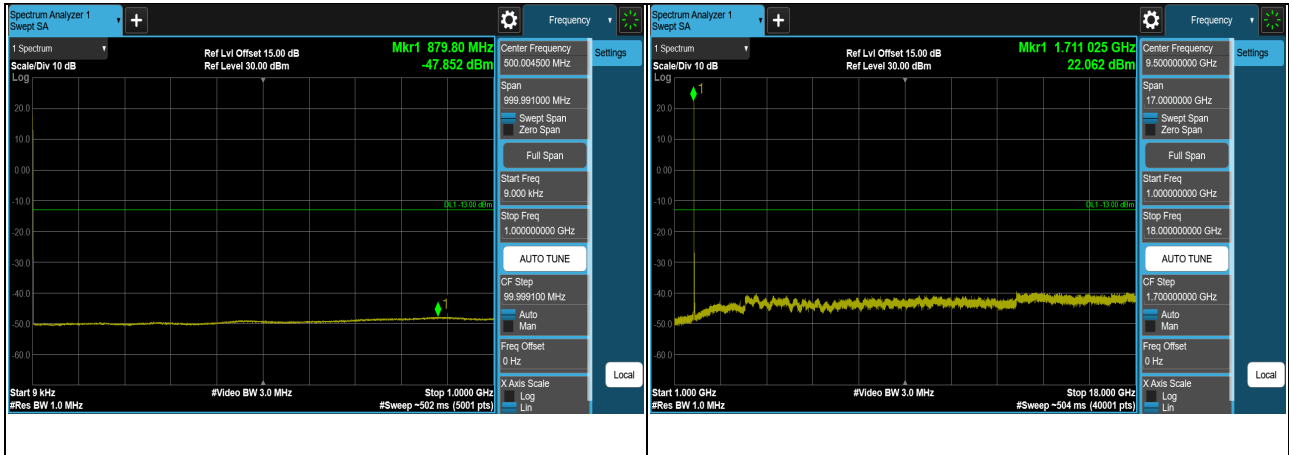 Spectrum Analyzer 1
Swept SA
+
Frequency
1 Spectrum
Scale/Div 10 dB
Log
Ref Lvl Offset 15.00 dB
Ref Level 30.00 dBm
Mkr1 879.80 MHz
-47.852 dBm
20.0
10.0
0.00
-10.0
-20.0
-30.0
-40.0
-50.0
-60.0
DL1 -13.00 dBm
1
Start 9 kHz
#Res BW 1.0 MHz
#Video BW 3.0 MHz
Stop 1.0000 GHz
#Sweep ~502 ms (5001 pts)
Center Frequency
500.004500 MHz
Span
999.991000 MHz
Swept Span
Zero Span
Full Span
Start Freq
9.000 kHz
Stop Freq
1.000000000 GHz
AUTO TUNE
CF Step
99.999100 MHz
Auto
Man
Freq Offset
0 Hz
X Axis Scale
Log
Lin
Settings
Local
Spectrum Analyzer 1
Swept SA
+
Frequency
1 Spectrum
Scale/Div 10 dB
Log
Ref Lvl Offset 15.00 dB
Ref Level 30.00 dBm
Mkr1 1.711 025 GHz
22.062 dBm
1
20.0
10.0
0.00
-10.0
-20.0
-30.0
-40.0
-50.0
-60.0
DL1 -13.00 dBm
Start 1.000 GHz
#Res BW 1.0 MHz
#Video BW 3.0 MHz
Stop 18.000 GHz
#Sweep ~504 ms (40001 pts)
Center Frequency
9.500000000 GHz
Span
17.0000000 GHz
Swept Span
Zero Span
Full Span
Start Freq
1.000000000 GHz
Stop Freq
18.000000000 GHz
AUTO TUNE
CF Step
1.700000000 GHz
Auto
Man
Freq Offset
0 Hz
X Axis Scale
Log
Lin
Settings
Local